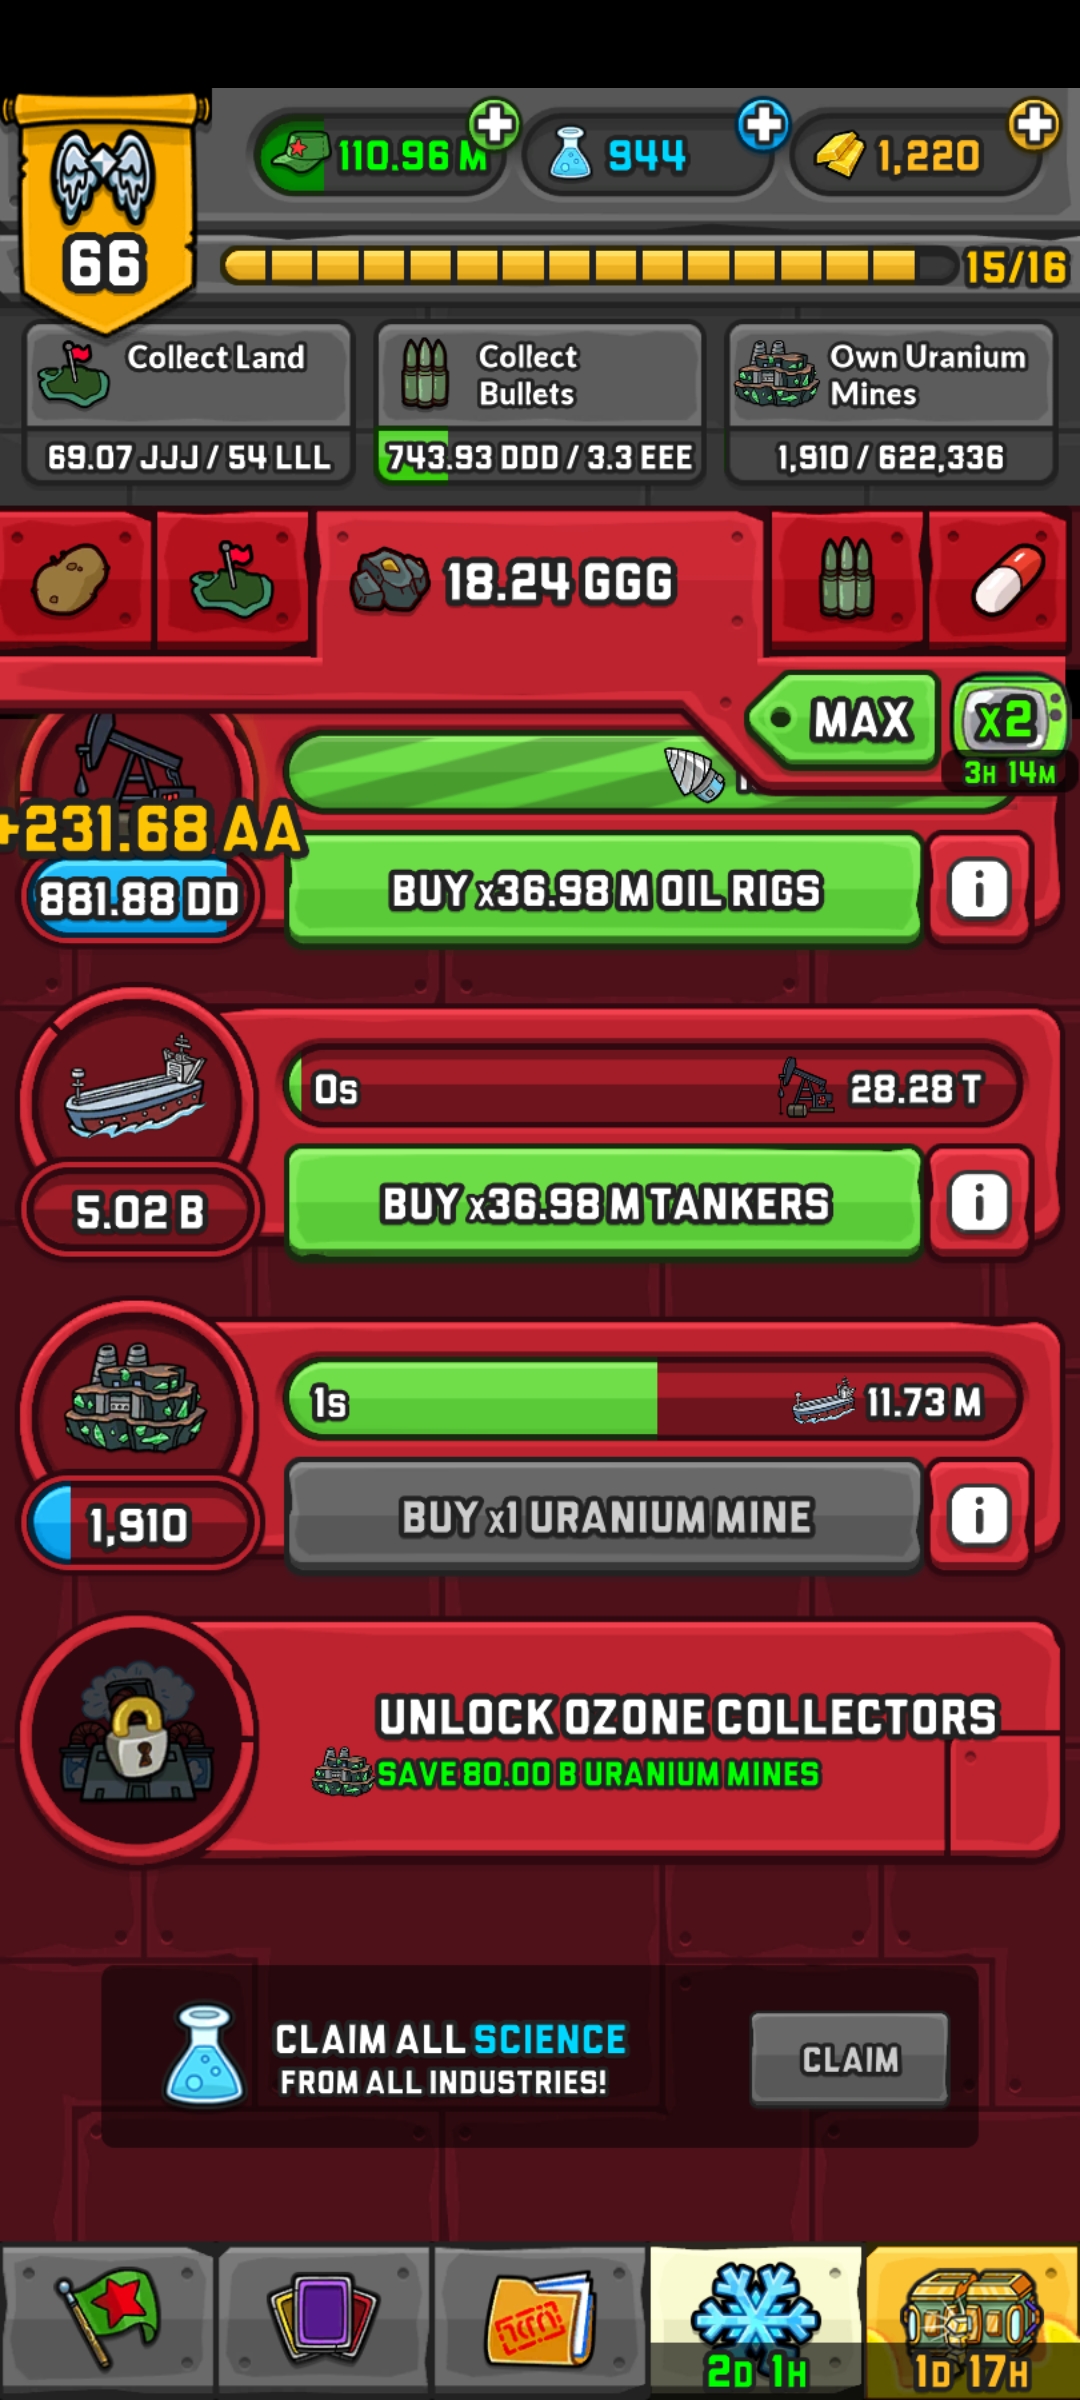 110.96 M
944
1,220
66
15/16
Collect Land
Collect
Bullets
Own Uranium
Mines
69.07 JJJ / 54 LLL
743.93 DDD / 3.3 EEE
1,910 / 622,336
18.24 GGG
MAX
x2
3H 14M
+231.68 AA
881.88 DD
BUY x36.98 M OIL RIGS
i
0s
28.28 T
5.02 B
BUY x36.98 M TANKERS
i
1s
11.73 M
1,910
BUY x1 URANIUM MINE
i
UNLOCK OZONE COLLECTORS
SAVE 80.00 B URANIUM MINES
CLAIM ALL SCIENCE
FROM ALL INDUSTRIES!
CLAIM
2D 1H
1D 17H